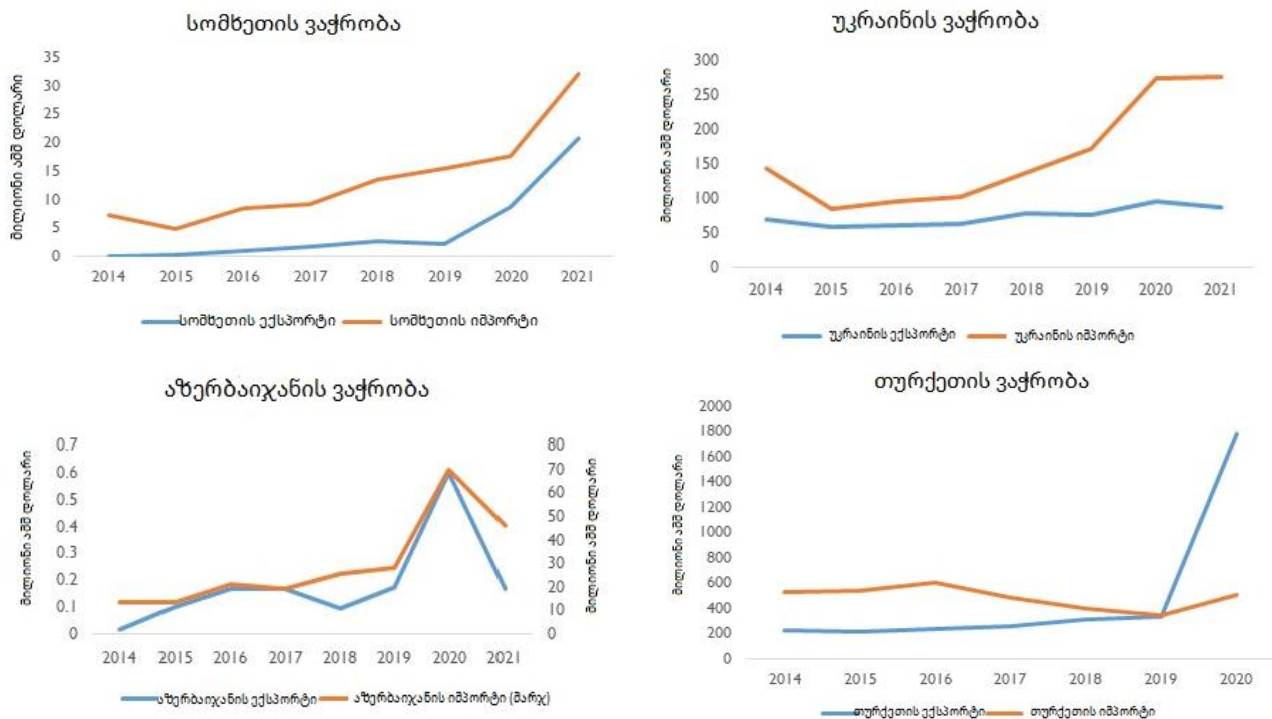 სომხეთის ვაჭრობა
მილიონი აშშ დოლარი
35
30
25
20
15
10
5
0
2014 2015 2016 2017 2018 2019 2020 2021
სომხეთის ექსპორტი სომხეთის იმპორტი
უკრაინის ვაჭრობა
მილიონი აშშ დოლარი
300
250
200
150
100
50
0
2014 2015 2016 2017 2018 2019 2020 2021
უკრაინის ექსპორტი უკრაინის იმპორტი
აზერბაიჯანის ვაჭრობა
მილიონი აშშ დოლარი
0.7
0.6
0.5
0.4
0.3
0.2
0.1
0
80
70
60
50
40
30
20
10
0
მილიონი აშშ დოლარი
2014 2015 2016 2017 2018 2019 2020 2021
აზერბაიჯანის ექსპორტი აზერბაიჯანის იმპორტი (მარჯ)
თურქეთის ვაჭრობა
მილიონი აშშ დოლარი
2000
1800
1600
1400
1200
1000
800
600
400
200
0
2014 2015 2016 2017 2018 2019 2020
თურქეთის ექსპორტი თურქეთის იმპორტი